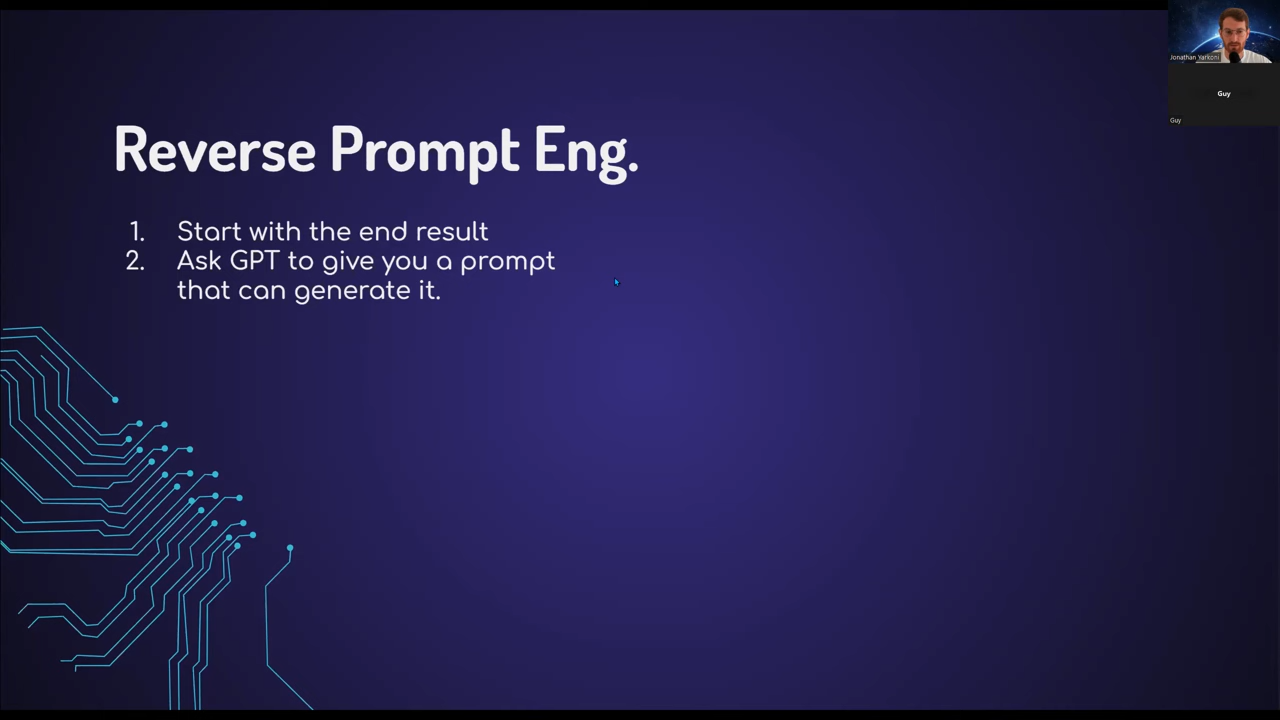 Reverse Prompt Eng.
1. Start with the end result
2. Ask GPT to give you a prompt
that can generate it.
Jonathan Yarkoni
Guy
Guy